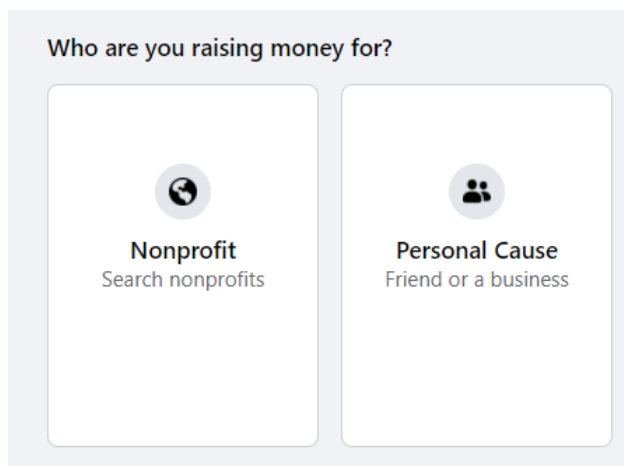 Who are you raising money for?
Nonprofit
Search nonprofits
Personal Cause
Friend or a business